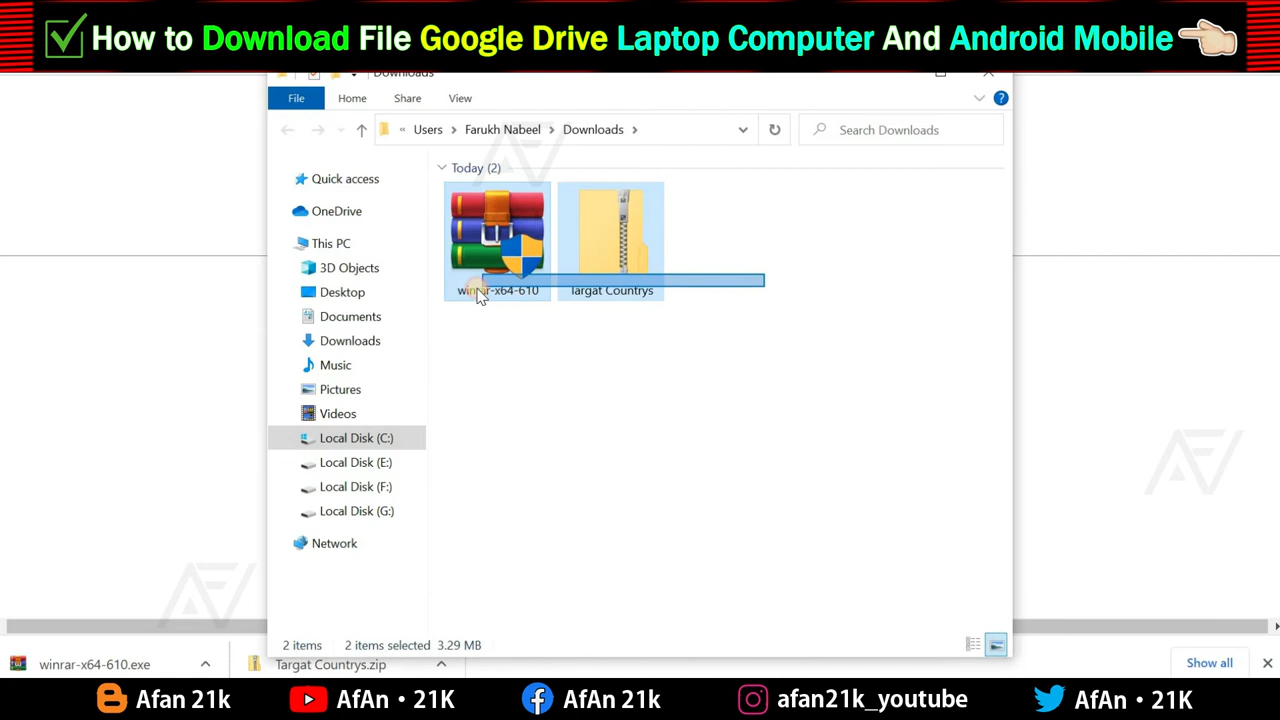 How to Download File Google Drive Laptop Computer And Android Mobile
Downloads
File Home Share View
« Users > Farukh Nabeel > Downloads >
Search Downloads
Today (2)
Quick access
OneDrive
This PC
3D Objects
Desktop
Documents
Downloads
Music
Pictures
Videos
Local Disk (C:)
Local Disk (E:)
Local Disk (F:)
Local Disk (G:)
Network
winrar-x64-610
Targat Countrys
2 items 2 items selected 3.29 MB
winrar-x64-610.exe
Targat Countrys.zip
Show all
Afan 21k
AfAn • 21K
AfAn 21k
afan21k_youtube
AfAn • 21K